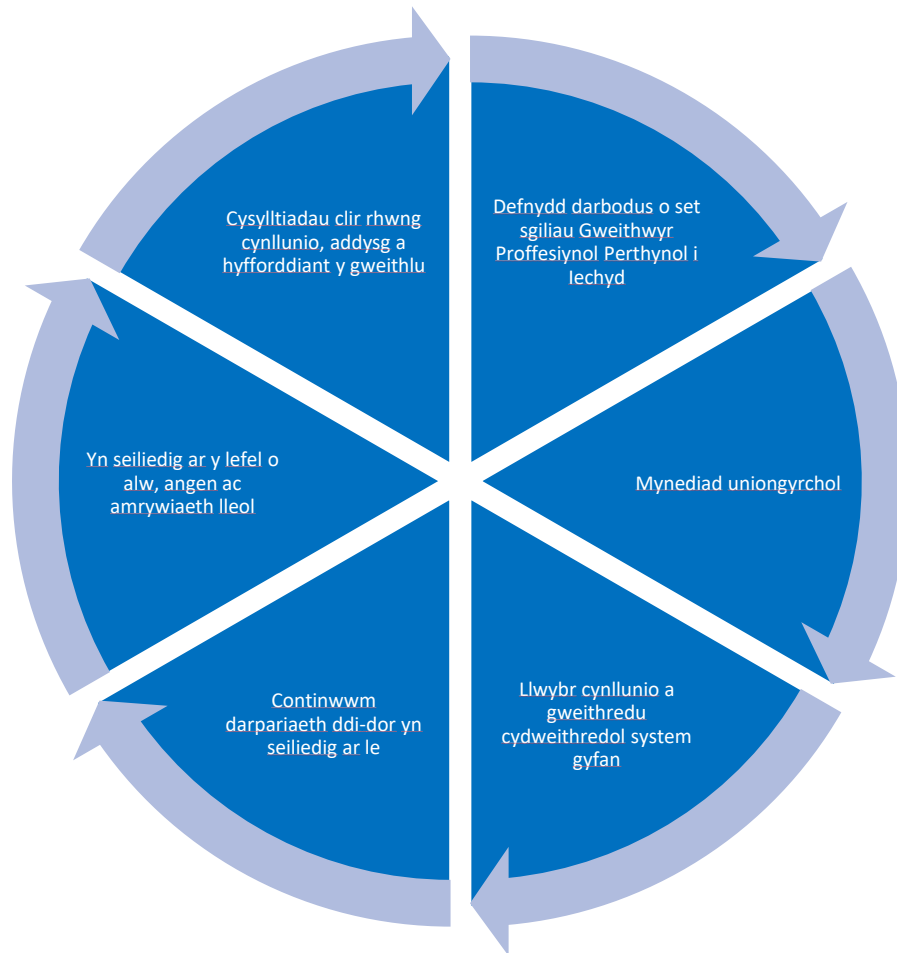 Defnydd darbodus o set
sgiliau Gweithwyr
Proffesiynol Perthynol i
Iechyd
Mynediad uniongyrchol
Llwybr cynllunio a
gweithredu
cydweithredol system
gyfan
Continwwm
darpariaeth ddi-dor yn
seiliedig ar le
Yn seiliedig ar y lefel o
alw, angen ac
amrywiaeth lleol
Cysylltiadau clir rhwng
cynllunio, addysg a
hyfforddiant y gweithlu